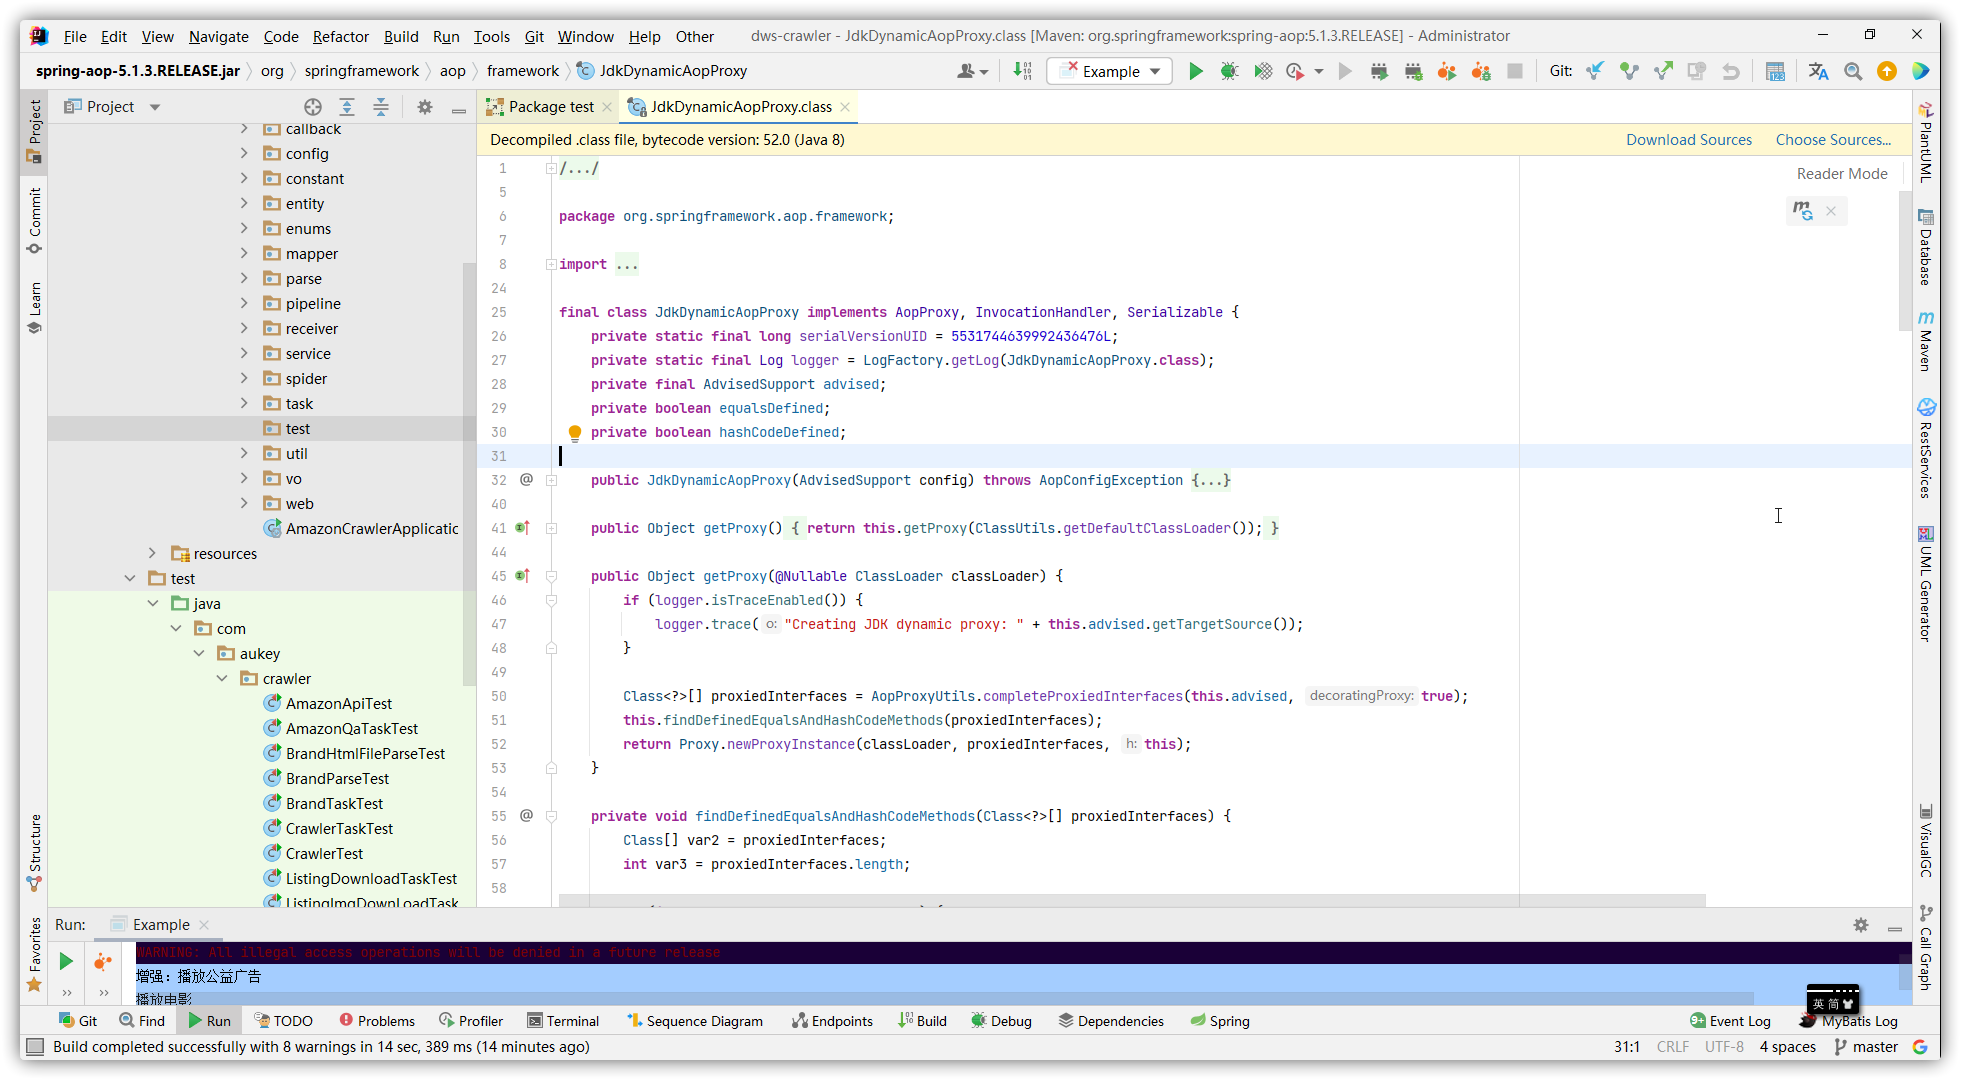 File Edit View Navigate Code Refactor Build Run Tools Git Window Help Other dws-crawler - JdkDynamicAopProxy.class [Maven: org.springframework:spring-aop:5.1.3.RELEASE] - Administrator
spring-aop-5.1.3.RELEASE.jar org springframework aop framework JdkDynamicAopProxy Example Git:
Project
Package test JdkDynamicAopProxy.class
Decompiled .class file, bytecode version: 52.0 (Java 8) Download Sources Choose Sources...
Reader Mode
Project
Commit
Learn
Structure
Favorites
callback
config
constant
entity
enums
mapper
parse
pipeline
receiver
service
spider
task
test
util
vo
web
AmazonCrawlerApplicatic
resources
test
java
com
aukey
crawler
AmazonApiTest
AmazonQaTaskTest
BrandHtmlFileParseTest
BrandParseTest
BrandTaskTest
CrawlerTaskTest
CrawlerTest
ListingDownloadTaskTest
ListingImgDownLoadTask
1 /.../
5
6 package org.springframework.aop.framework;
7
8 import ...
24
25 final class JdkDynamicAopProxy implements AopProxy, InvocationHandler, Serializable {
26 private static final long serialVersionUID = 5531744639992436476L;
27 private static final Log logger = LogFactory.getLog(JdkDynamicAopProxy.class);
28 private final AdvisedSupport advised;
29 private boolean equalsDefined;
30 private boolean hashCodeDefined;
31
32 @ public JdkDynamicAopProxy(AdvisedSupport config) throws AopConfigException {...}
40
41 public Object getProxy() { return this.getProxy(ClassUtils.getDefaultClassLoader()); }
44
45 public Object getProxy(@Nullable ClassLoader classLoader) {
46 if (logger.isTraceEnabled()) {
47 logger.trace( o: "Creating JDK dynamic proxy: " + this.advised.getTargetSource());
48 }
49
50 Class<?>[] proxiedInterfaces = AopProxyUtils.completeProxiedInterfaces(this.advised, decoratingProxy: true);
51 this.findDefinedEqualsAndHashCodeMethods(proxiedInterfaces);
52 return Proxy.newProxyInstance(classLoader, proxiedInterfaces, h: this);
53 }
54
55 @ private void findDefinedEqualsAndHashCodeMethods(Class<?>[] proxiedInterfaces) {
56 Class[] var2 = proxiedInterfaces;
57 int var3 = proxiedInterfaces.length;
58
PlantUML
Database
Maven
RestServices
UML Generator
VisualGC
Call Graph
Run: Example
WARNING: All illegal access operations will be denied in a future release
增强：播放公益广告
播放电影
英 简
Git Find Run TODO Problems Profiler Terminal Sequence Diagram Endpoints Build Debug Dependencies Spring 9+ Event Log MyBatis Log
Build completed successfully with 8 warnings in 14 sec, 389 ms (14 minutes ago) 31:1 CRLF UTF-8 4 spaces master